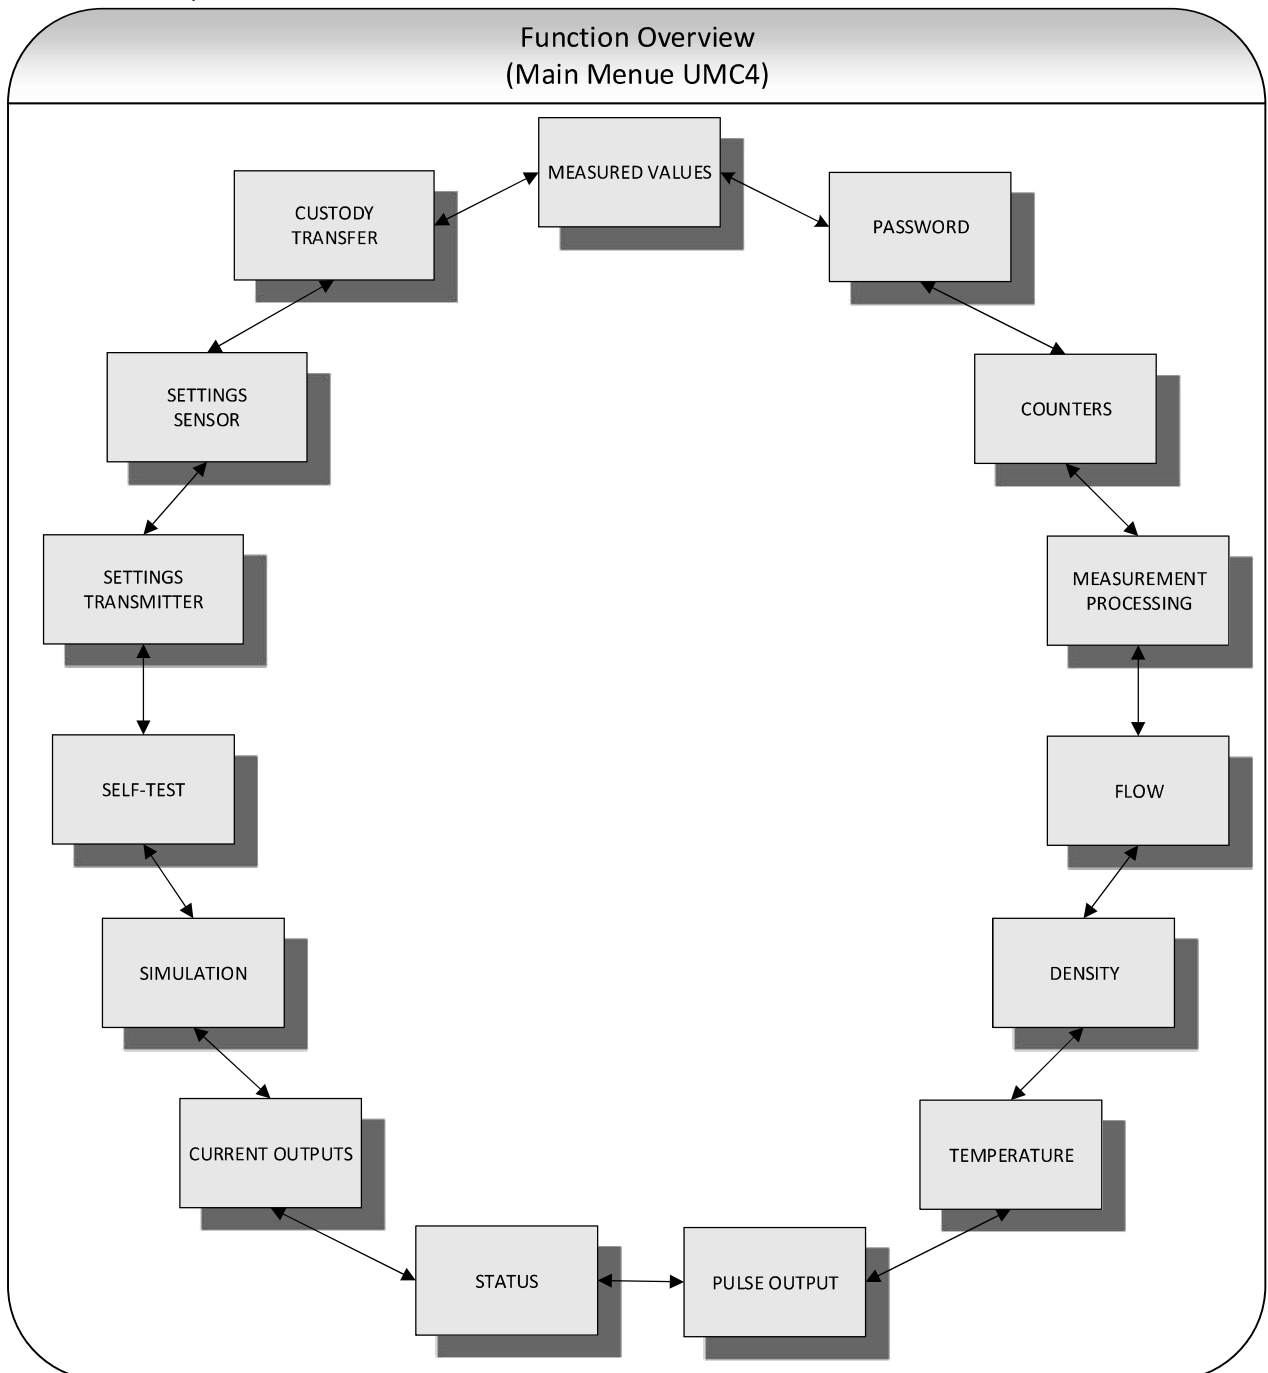 Function Overview
(Main Menue UMC4)
MEASURED VALUES
CUSTODY
TRANSFER
PASSWORD
SETTINGS
SENSOR
COUNTERS
SETTINGS
TRANSMITTER
MEASUREMENT
PROCESSING
SELF-TEST
FLOW
SIMULATION
DENSITY
CURRENT OUTPUTS
TEMPERATURE
STATUS
PULSE OUTPUT